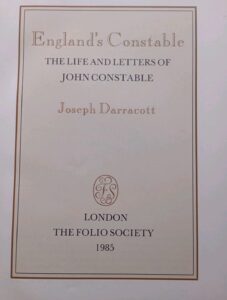 England's Constable
THE LIFE AND LETTERS OF
JOHN CONSTABLE
Joseph Darracott
LONDON
THE FOLIO SOCIETY
1985